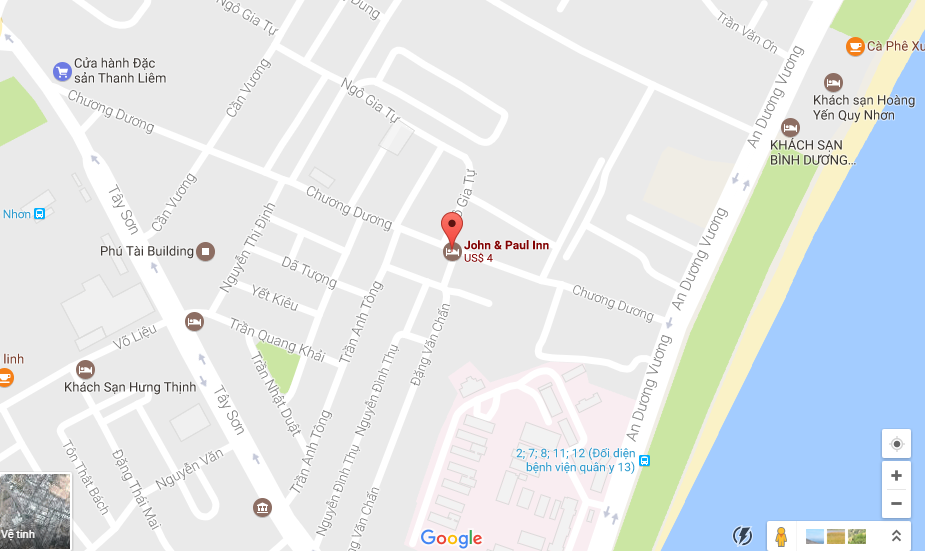 Ngô Gia Tự
Dung
Trần Văn Ơn
Cà Phê Xu
Cửa hành Đặc
sản Thanh Liêm
Cần Vương
An Dương Vương
Khách sạn Hoàng
Yến Quy Nhơn
Chương Dương
Ngô Gia Tự
KHÁCH SẠN
BÌNH DƯƠNG...
Tây Sơn
Cần Vương
Chương Dương
Gia Tự
Nhơn
Nguyễn Thị Định
An Dương Vương
John & Paul Inn
US$ 4
Phú Tài Building
Dã Tượng
Yết Kiêu
Chương Dương
Trần Anh Tông
Đặng Văn Chấn
Võ Liệu
Trần Quang Khải
An Dương Vương
linh
Khách Sạn Hưng Thịnh
Trần Nhật Duật
Nguyễn Đình Thụ
Tây Sơn
Tôn Thất Bách
Đặng Thái Mai
Nguyễn Văn
Trần Anh Tông
Nguyễn Đình Thụ
ng Văn Chấn
2; 7; 8; 11; 12 (Đối diện
bệnh viện quân y 13)
Vệ tinh
Google